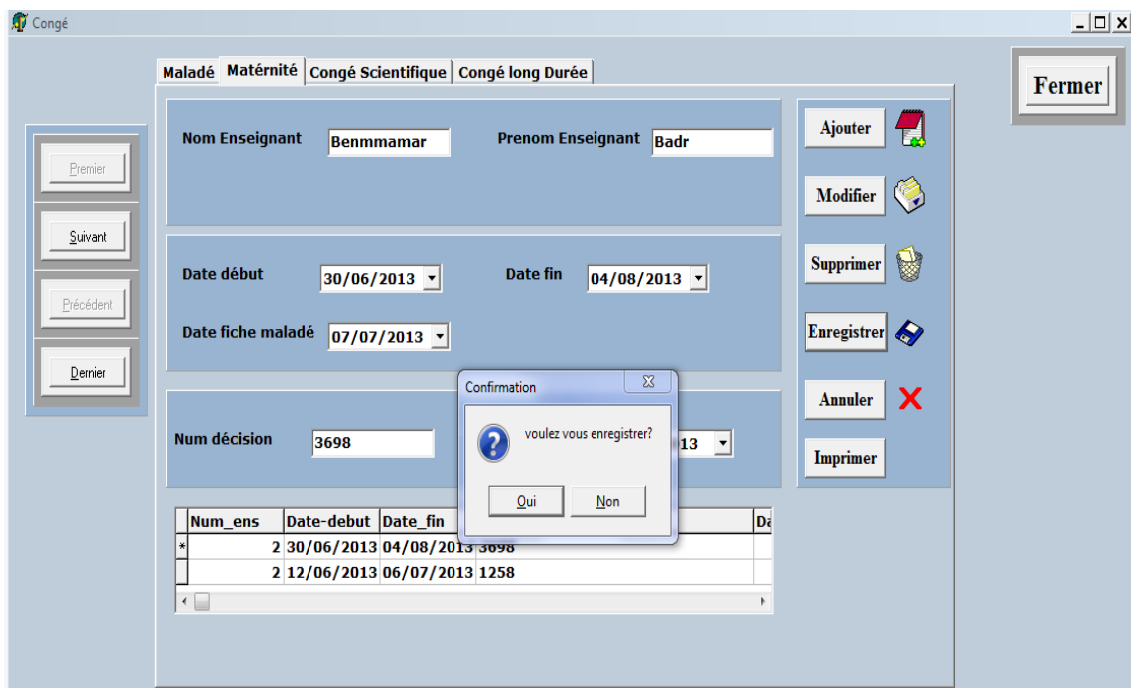 Congé
Maladé Matérnité Congé Scientifique Congé long Durée
Fermer
Premier
Suivant
Précédent
Dernier
Nom Enseignant Benmmamar Prenom Enseignant Badr
Date début 30/06/2013 Date fin 04/08/2013
Date fiche maladé 07/07/2013
Num décision 3698 13
Confirmation
voulez vous enregistrer?
Oui Non
Ajouter
Modifier
Supprimer
Enregistrer
Annuler
Imprimer
Num_ens Date-debut Date_fin Da
* 2 30/06/2013 04/08/2013 3698
2 12/06/2013 06/07/2013 1258